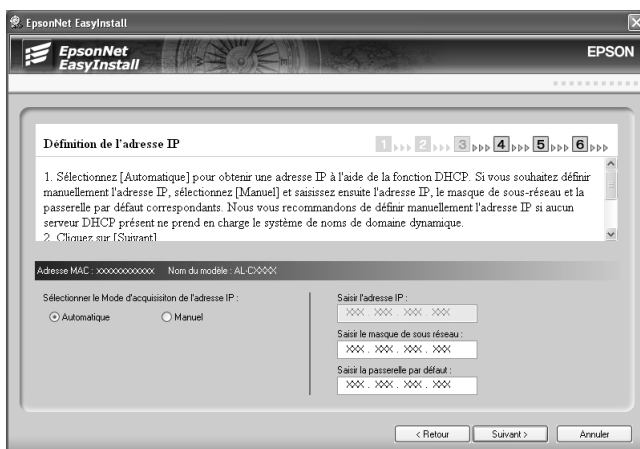 EpsonNet EasyInstall
EpsonNet
EasyInstall
EPSON
Définition de l'adresse IP
1 2 3 4 5 6
1. Sélectionnez [Automatique] pour obtenir une adresse IP à l'aide de la fonction DHCP. Si vous souhaitez définir
manuellement l'adresse IP, sélectionnez [Manuel] et saisissez ensuite l'adresse IP, le masque de sous-réseau et la
passerelle par défaut correspondants. Nous vous recommandons de définir manuellement l'adresse IP si aucun
serveur DHCP présent ne prend en charge le système de noms de domaine dynamique.
2. Cliquez sur [Suivant]
Adresse MAC : xxxxxxxxxxxx Nom du modèle : AL-CXXXX
Sélectionner le Mode d'acquisisiton de l'adresse IP :
Automatique Manuel
Saisir l'adresse IP :
XXX . XXX . XXX . XXX
Saisir le masque de sous réseau :
XXX . XXX . XXX . XXX
Saisir la passerelle par défaut :
XXX . XXX . XXX . XXX
< Retour Suivant > Annuler